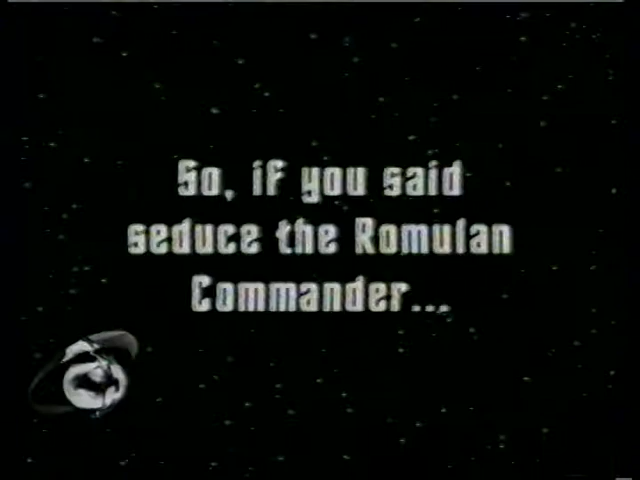 So, if you said
seduce the Romulan
Commander...